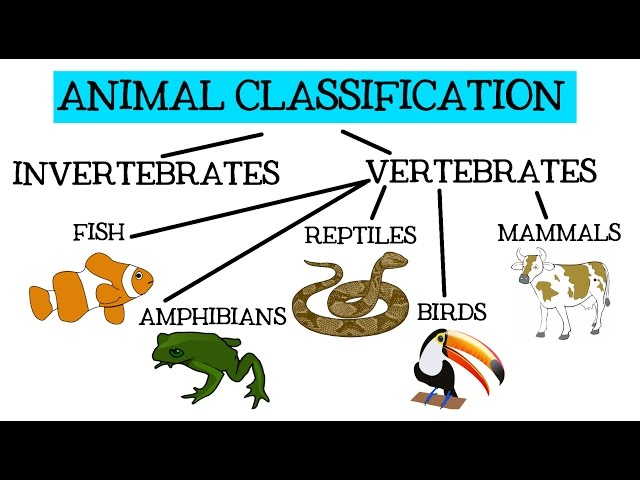 ANIMAL CLASSIFICATION
INVERTEBRATES
VERTEBRATES
FISH
REPTILES
MAMMALS
AMPHIBIANS
BIRDS